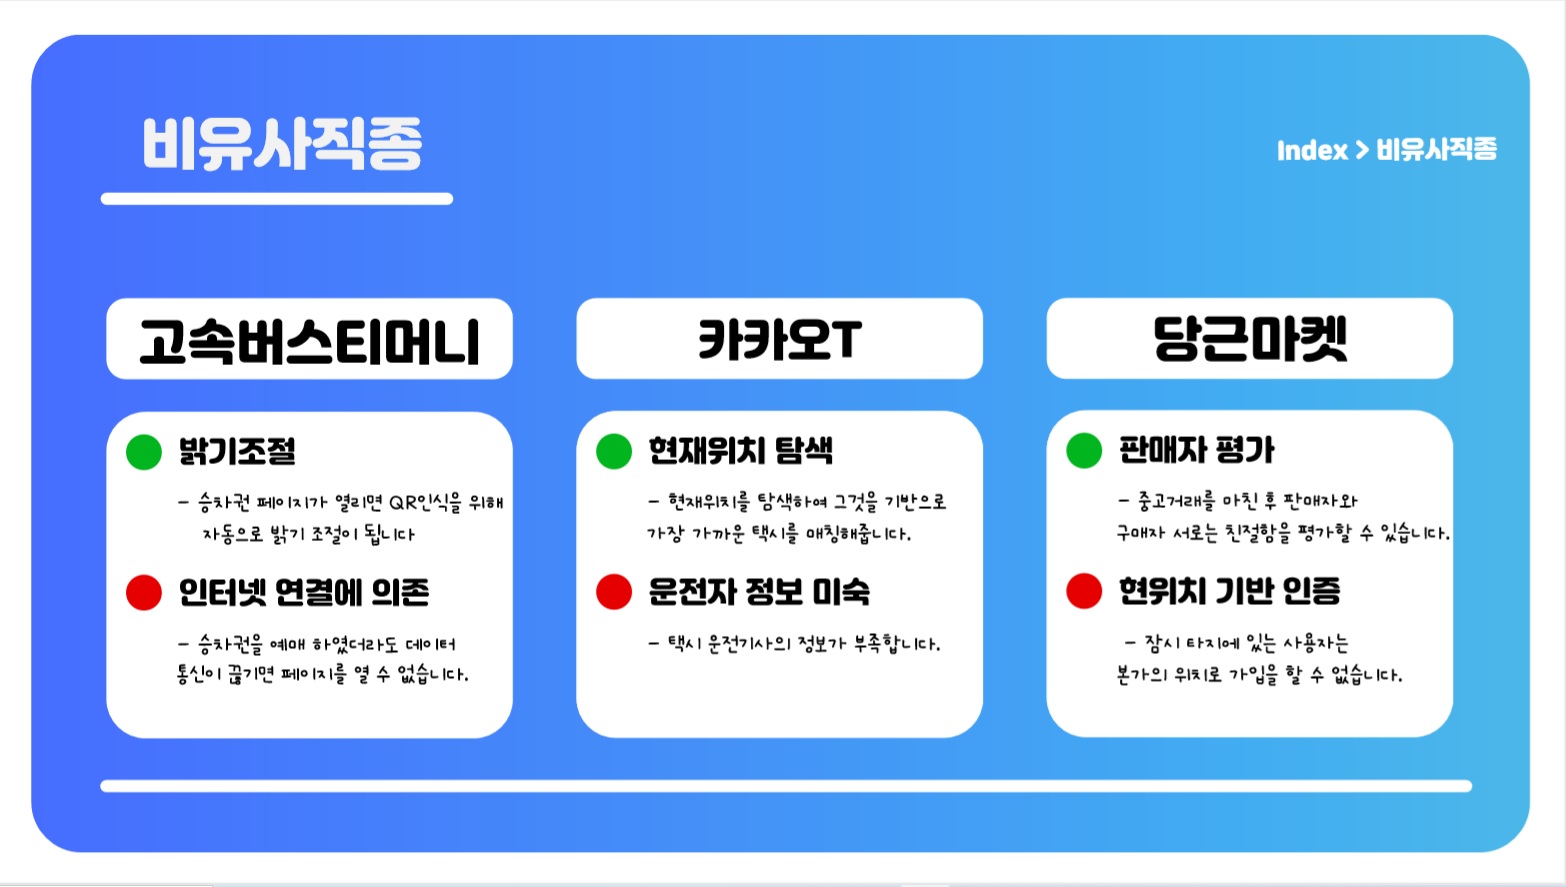 비유사직종
Index > 비유사직종
고속버스티머니
밝기조절
- 승차권 페이지가 열리면 QR인식을 위해
자동으로 밝기 조절이 됩니다
인터넷 연결에 의존
- 승차권을 예매 하였더라도 데이터
통신이 끊기면 페이지를 열 수 없습니다.
카카오T
현재위치 탐색
- 현재위치를 탐색하여 그것을 기반으로
가장 가까운 택시를 매칭해줍니다.
운전자 정보 미숙
- 택시 운전기사의 정보가 부족합니다.
당근마켓
판매자 평가
- 중고거래를 마친 후 판매자와
구매자 서로는 친절함을 평가할 수 있습니다.
현위치 기반 인증
- 잠시 타지에 있는 사용자는
본가의 위치로 가입을 할 수 없습니다.